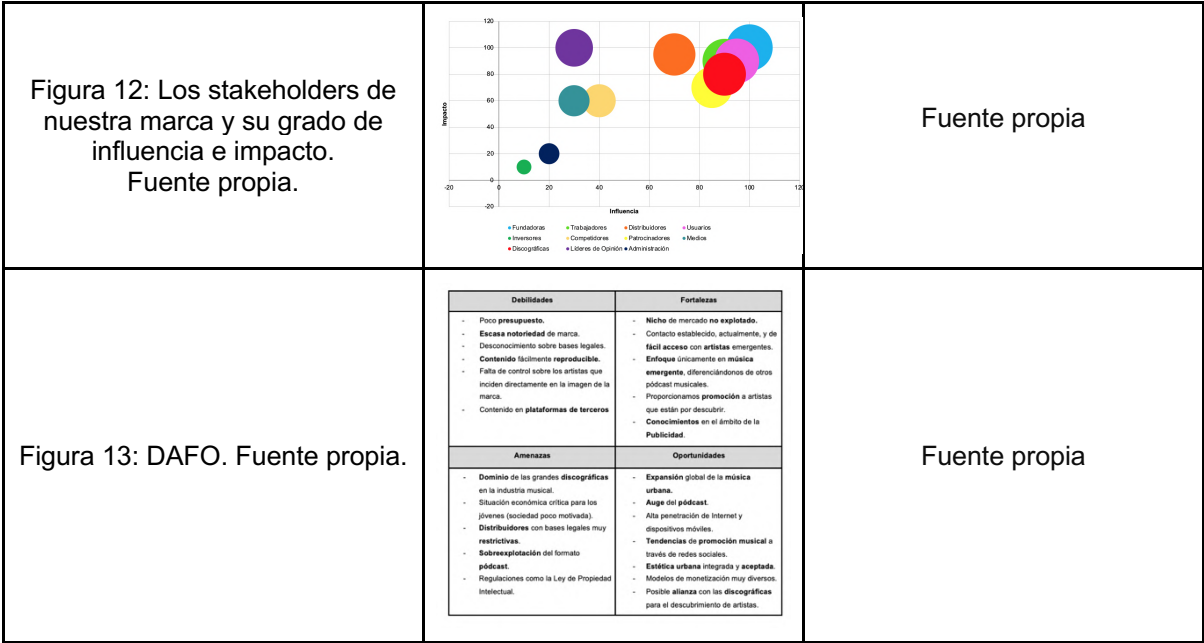 Figura 12: Los stakeholders de
nuestra marca y su grado de
influencia e impacto.
Fuente propia.
120
100
80
60
40
20
0
-20
-20
0
20
40
60
80
100
120
Impacto
Influencia
Fundadoras
Trabajadores
Distribuidores
Usuarios
Inversores
Competidores
Patrocinadores
Medios
Discográficas
Líderes de Opinión
Administración
Fuente propia
Figura 13: DAFO. Fuente propia.
Debilidades
- Poco presupuesto.
- Escasa notoriedad de marca.
- Desconocimiento sobre bases legales.
- Contenido fácilmente reproducible.
- Falta de control sobre los artistas que
inciden directamente en la imagen de la
marca.
- Contenido en plataformas de terceros
Fortalezas
- Nicho de mercado no explotado.
- Contacto establecido, actualmente, y de
fácil acceso con artistas emergentes.
- Enfoque únicamente en música
emergente, diferenciándonos de otros
pódcast musicales.
- Proporcionamos promoción a artistas
que están por descubrir.
- Conocimientos en el ámbito de la
Publicidad.
Amenazas
- Dominio de las grandes discográficas
en la industria musical.
- Situación económica crítica para los
jóvenes (sociedad poco motivada).
- Distribuidores con bases legales muy
restrictivas.
- Sobreexplotación del formato
pódcast.
- Regulaciones como la Ley de Propiedad
Intelectual.
Oportunidades
- Expansión global de la música
urbana.
- Auge del pódcast.
- Alta penetración de Internet y
dispositivos móviles.
- Tendencias de promoción musical a
través de redes sociales.
- Estética urbana integrada y aceptada.
- Modelos de monetización muy diversos.
- Posible alianza con las discográficas
para el descubrimiento de artistas.
Fuente propia